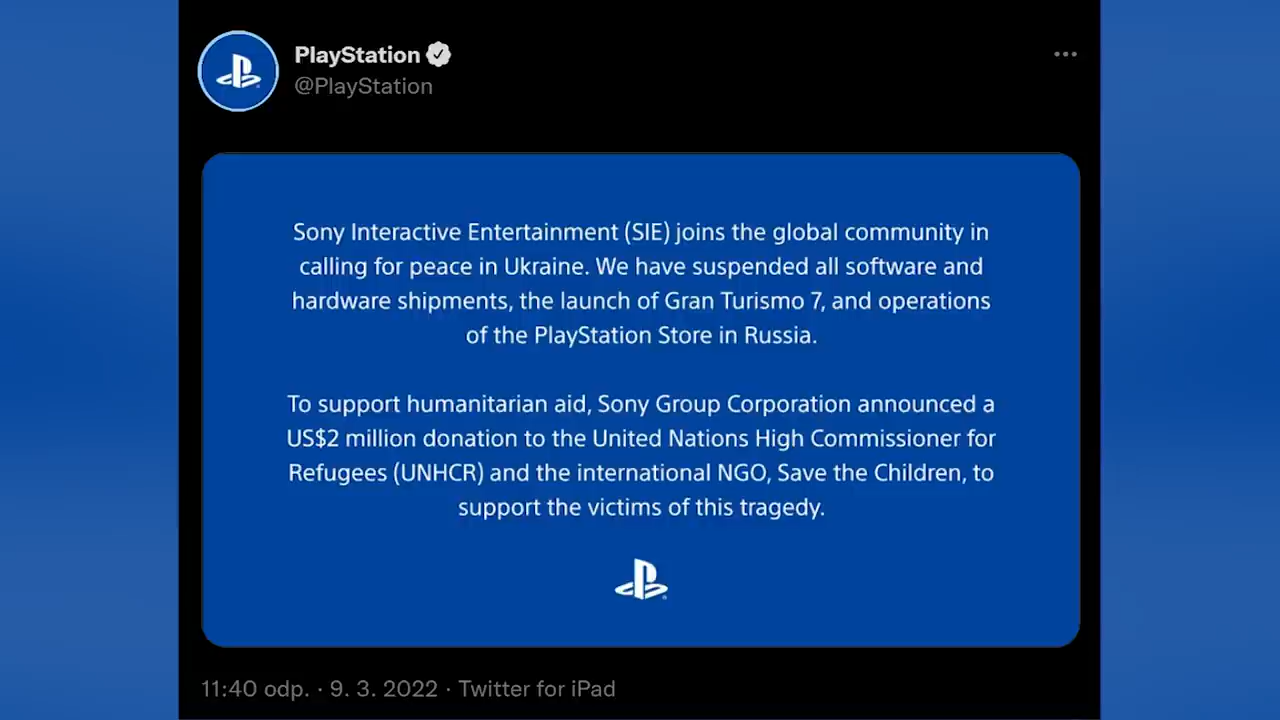 PlayStation
@PlayStation
Sony Interactive Entertainment (SIE) joins the global community in
calling for peace in Ukraine. We have suspended all software and
hardware shipments, the launch of Gran Turismo 7, and operations
of the PlayStation Store in Russia.
To support humanitarian aid, Sony Group Corporation announced a
US$2 million donation to the United Nations High Commissioner for
Refugees (UNHCR) and the international NGO, Save the Children, to
support the victims of this tragedy.
11:40 odp. · 9. 3. 2022 · Twitter for iPad